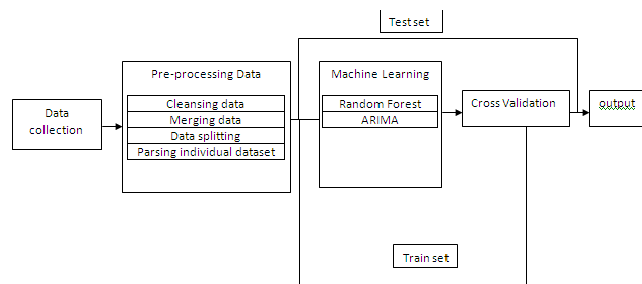 Test set
Pre-processing Data
Machine Learning
Data
collection
Cleansing data
Merging data
Data splitting
Parsing individual dataset
Random Forest
ARIMA
Cross Validation
output
Train set